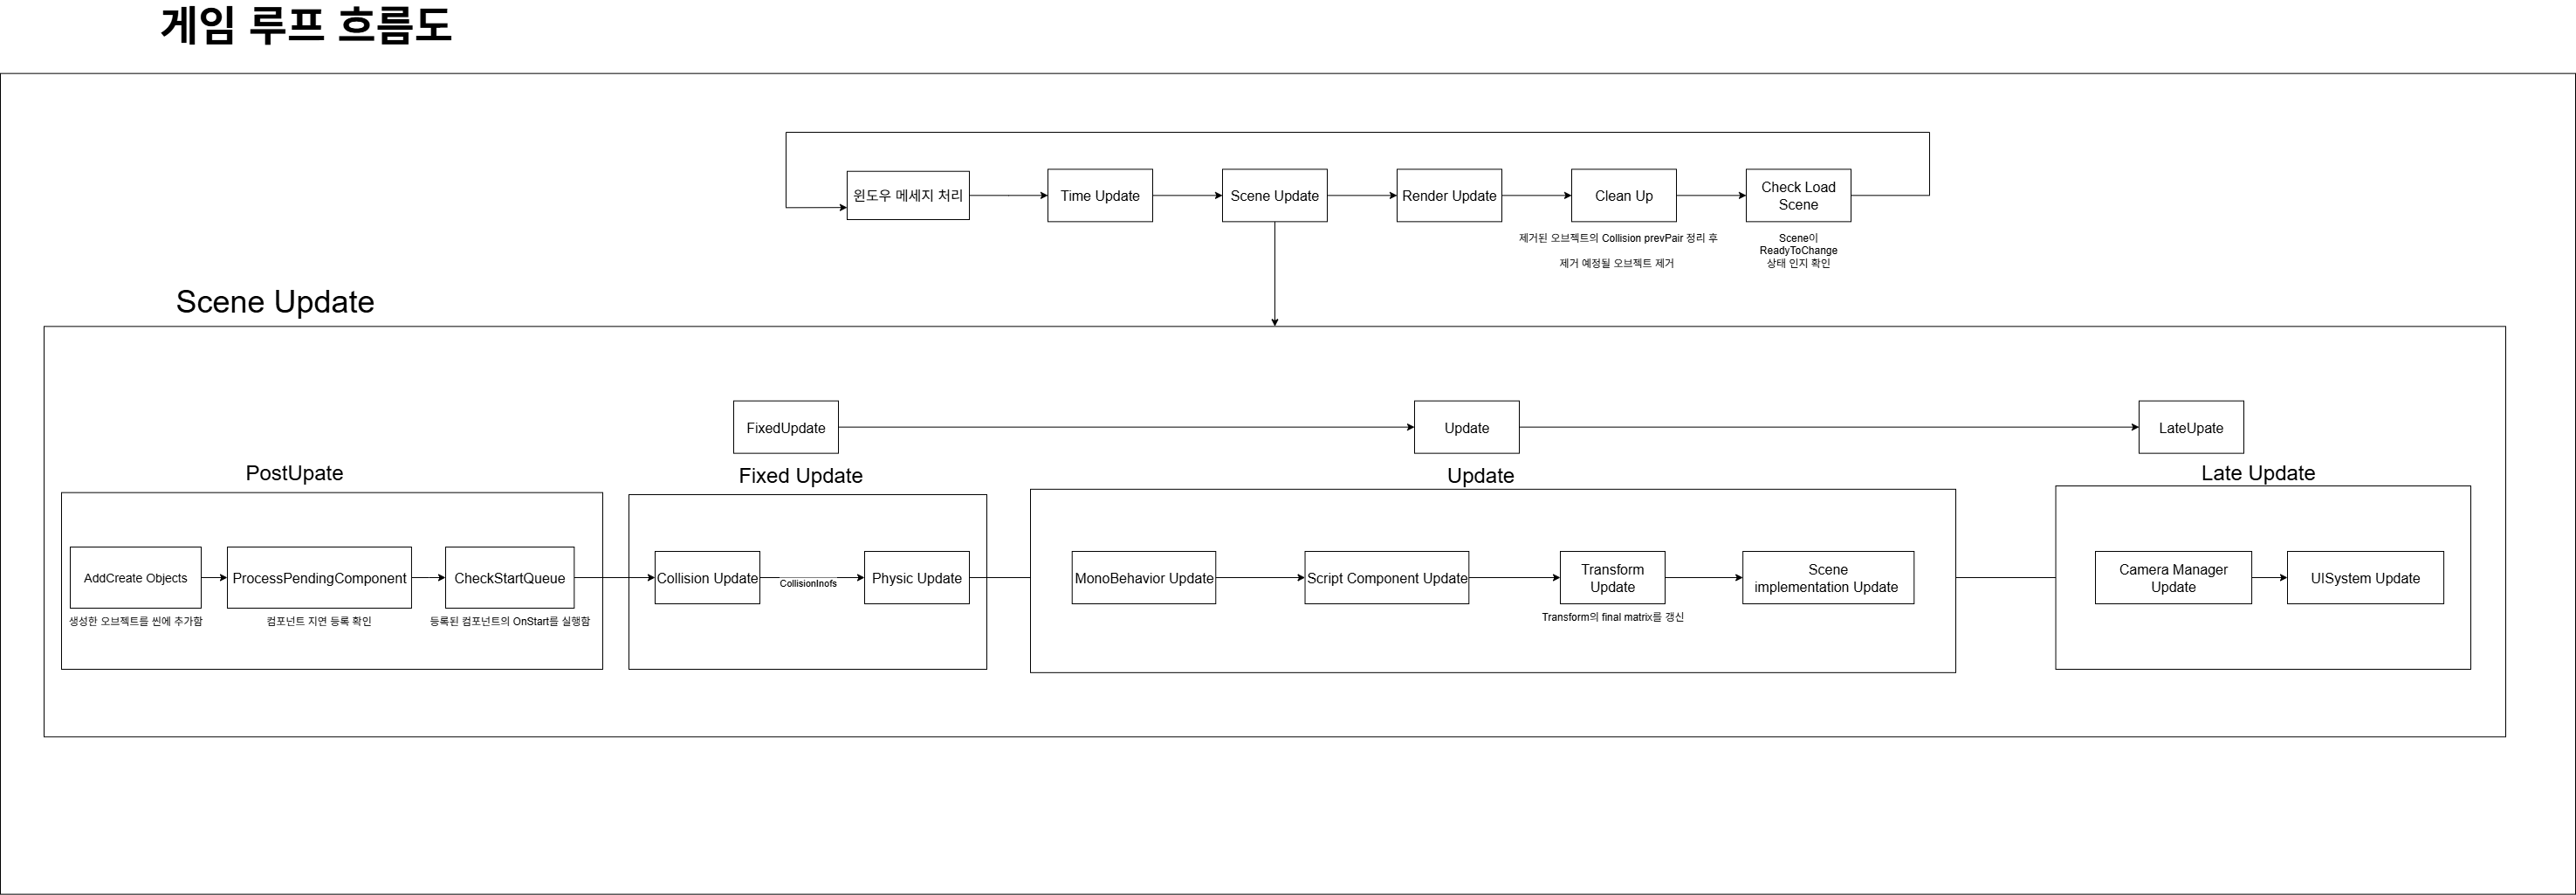 게임 루프 흐름도
윈도우 메세지 처리
Time Update
Scene Update
Render Update
Clean Up
Check Load
Scene
제거된 오브젝트의 Collision prevPair 정리 후
제거 예정될 오브젝트 제거
Scene이
ReadyToChange
상태 인지 확인
Scene Update
FixedUpdate
Update
LateUpate
PostUpate
AddCreate Objects
생성한 오브젝트를 씬에 추가함
ProcessPendingComponent
컴포넌트 지연 등록 확인
CheckStartQueue
등록된 컴포넌트의 OnStart를 실행함
Fixed Update
Collision Update
CollisionInofs
Physic Update
Update
MonoBehavior Update
Script Component Update
Transform
Update
Transform의 final matrix를 갱신
Scene
implementation Update
Late Update
Camera Manager
Update
UISystem Update